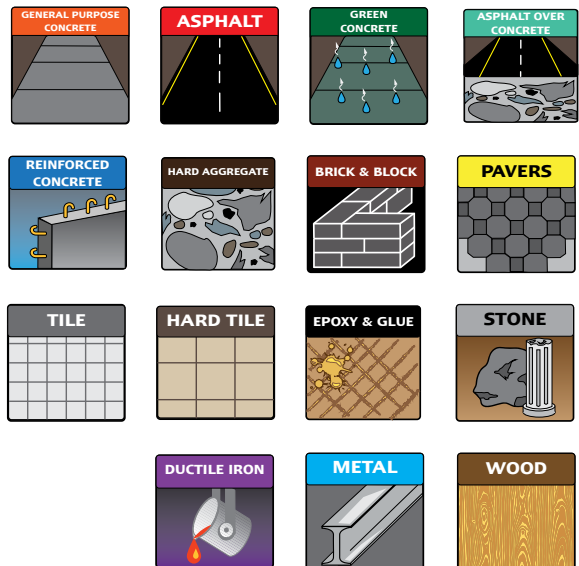 GENERAL PURPOSE
CONCRETE
ASPHALT
GREEN
CONCRETE
ASPHALT OVER
CONCRETE
REINFORCED
CONCRETE
HARD AGGREGATE
BRICK & BLOCK
PAVERS
TILE
HARD TILE
EPOXY & GLUE
STONE
DUCTILE IRON
METAL
WOOD